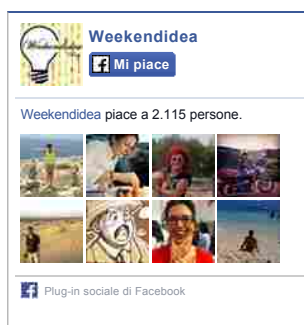 Weekendidea
Mi piace
Weekendidea piace a 2.115 persone.
Plug-in sociale di Facebook